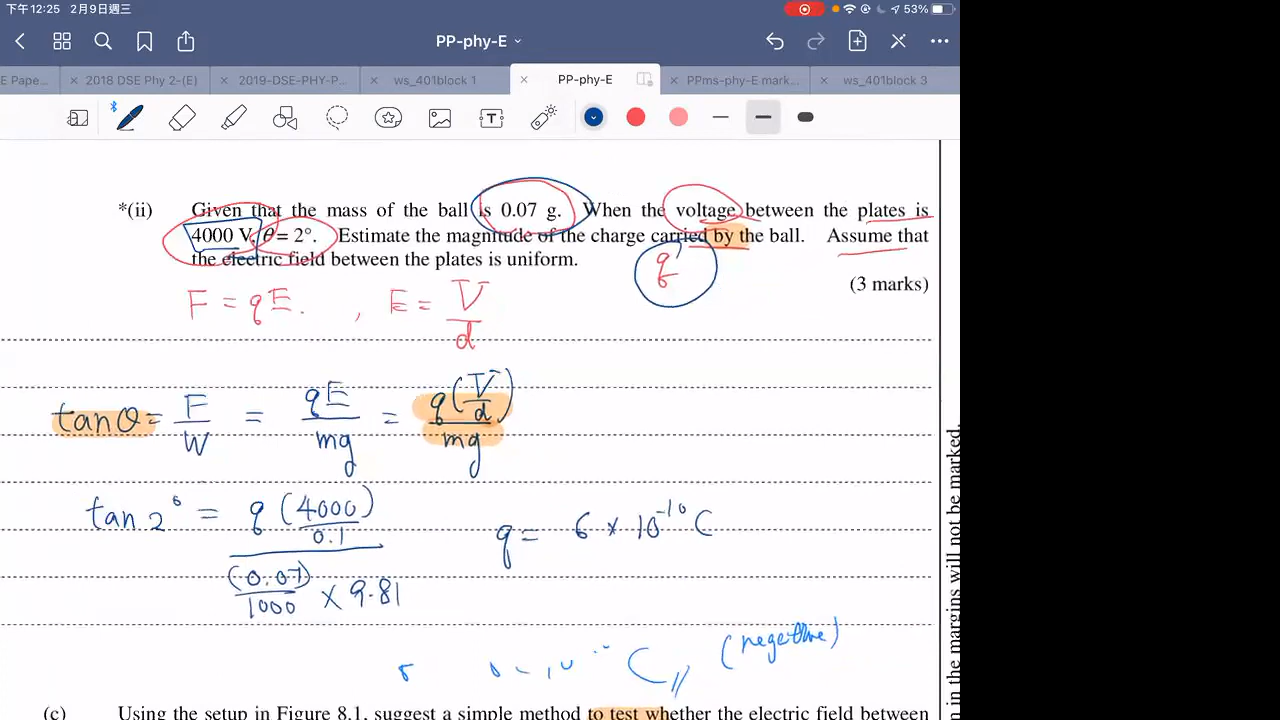 下午12:25 2月9日週三
53%
PP-phy-E
E Pape...
2018 DSE Phy 2-(E)
2019-DSE-PHY-P...
ws_401block 1
PP-phy-E
PPms-phy-E mark...
ws_401block 3
*(ii) Given that the mass of the ball is 0.07 g. When the voltage between the plates is
4000 V, θ = 2°. Estimate the magnitude of the charge carried by the ball. Assume that
the electric field between the plates is uniform.
q
(3 marks)
F = qE. , E = V/d
tanθ = F/W = qE/mg = q(V/d)/mg
tan 2° = q(4000/0.1)/((0.07)/1000 × 9.81)
q = 6 × 10⁻¹⁰ C
C// (negative)
(c) Using the setup in Figure 8.1, suggest a simple method to test whether the electric field between
n in the margins will not be marked.